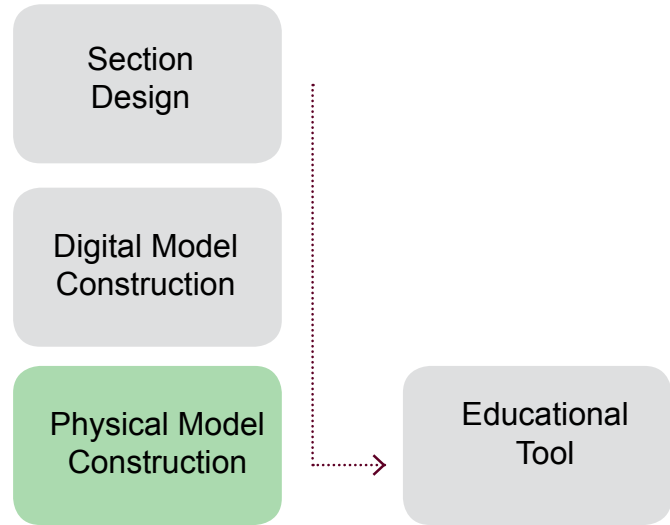 Section
Design
Digital Model
Construction
Physical Model
Construction
Educational
Tool